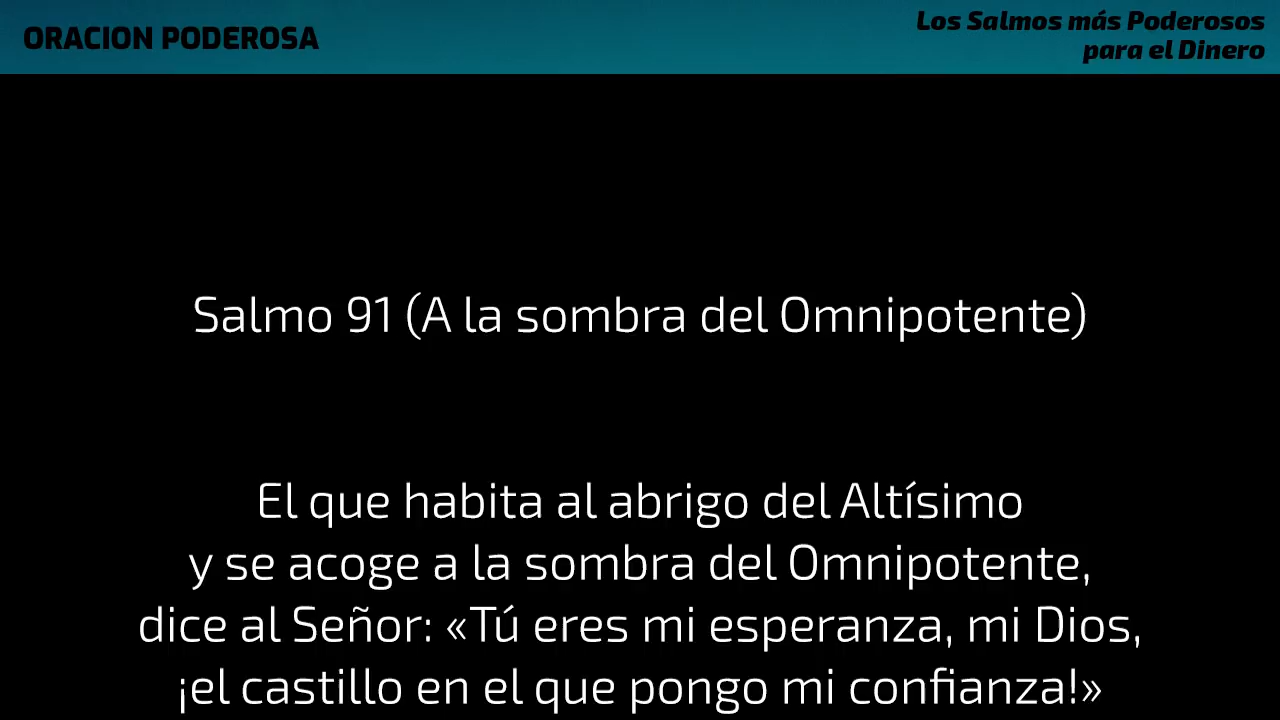 ORACION PODEROSA
Los Salmos más Poderosos
para el Dinero
Salmo 91 (A la sombra del Omnipotente)
El que habita al abrigo del Altísimo
y se acoge a la sombra del Omnipotente,
dice al Señor: «Tú eres mi esperanza, mi Dios,
¡el castillo en el que pongo mi confianza!»